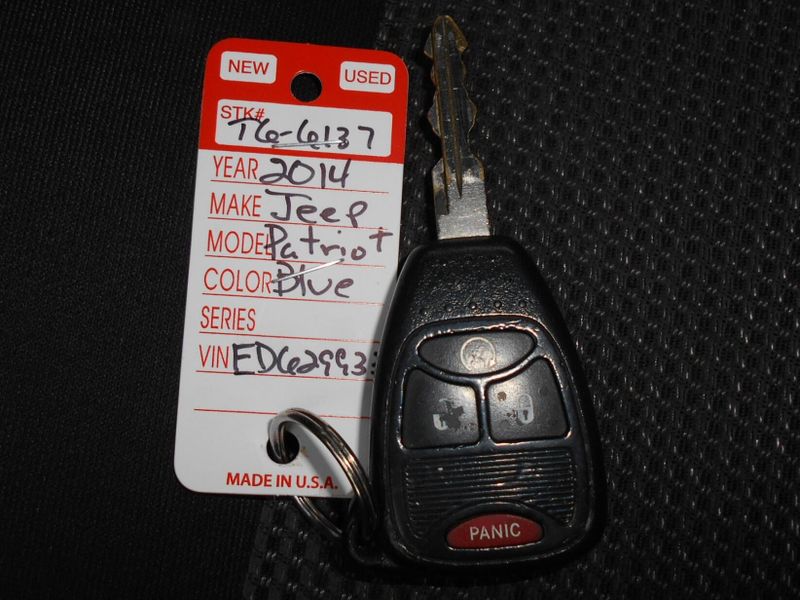 NEW USED
STK# T6-6137
YEAR 2014
MAKE Jeep
MODEL Patriot
COLOR Blue
SERIES
VIN ED62993
MADE IN U.S.A.
PANIC